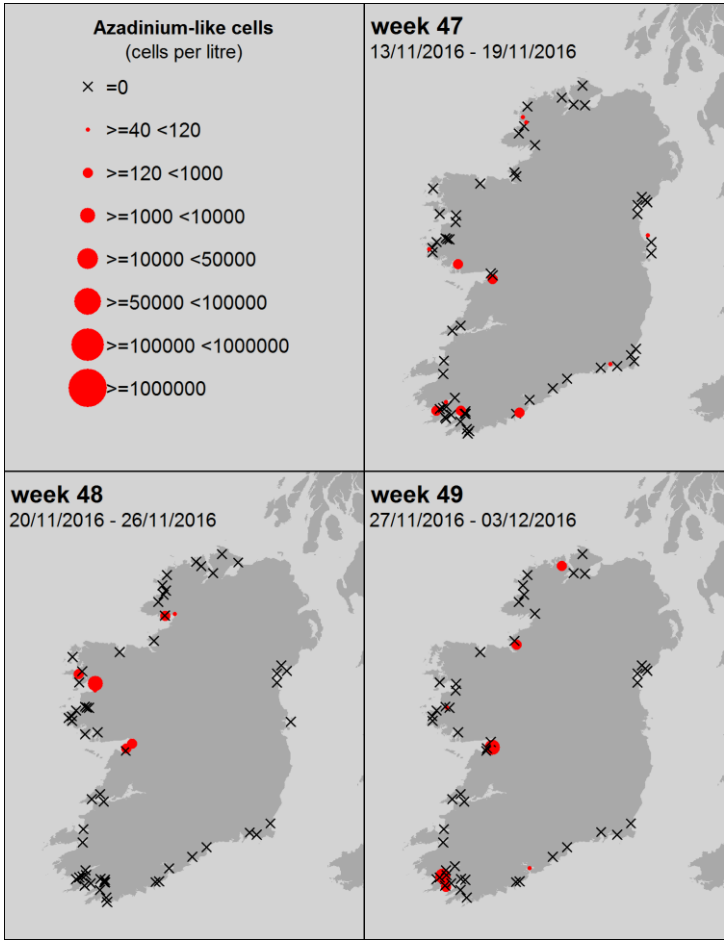 Azadinium-like cells
(cells per litre)
=0
>=40 <120
>=120 <1000
>=1000 <10000
>=10000 <50000
>=50000 <100000
>=100000 <1000000
>=1000000
week 47
13/11/2016 - 19/11/2016
week 48
20/11/2016 - 26/11/2016
week 49
27/11/2016 - 03/12/2016